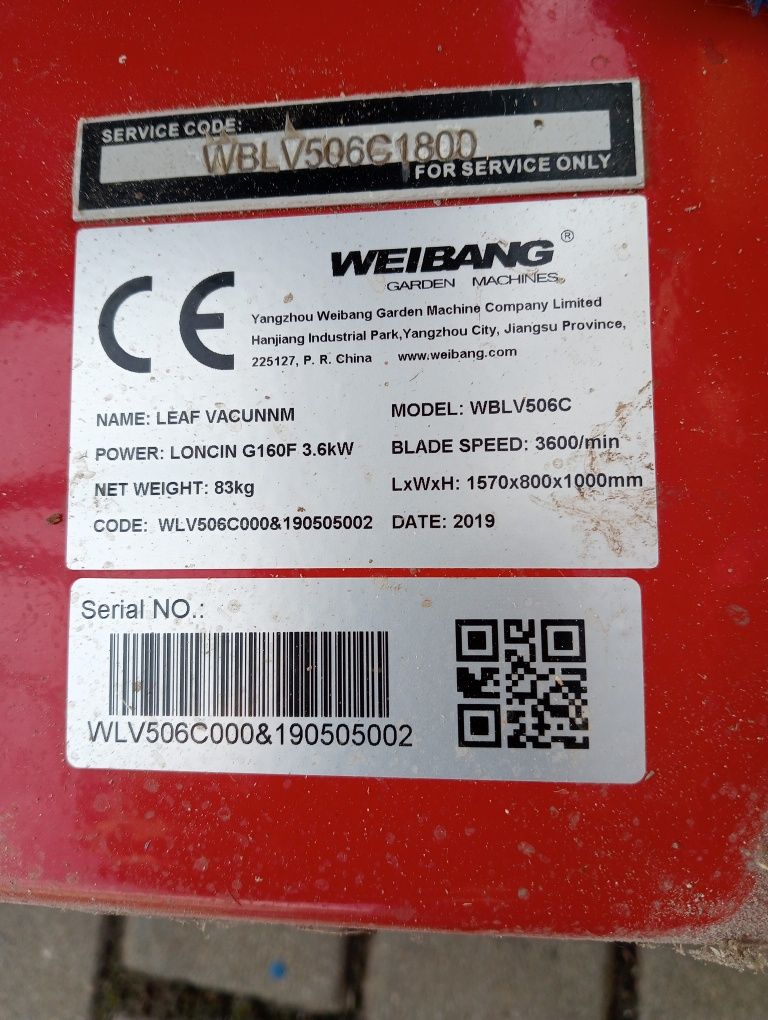 SERVICE CODE:
WBLV506C1800
FOR SERVICE ONLY
CE
WEIBANG®
GARDEN MACHINES
Yangzhou Weibang Garden Machine Company Limited
Hanjiang Industrial Park,Yangzhou City, Jiangsu Province,
225127, P. R. China www.weibang.com
NAME: LEAF VACUNNM MODEL: WBLV506C
POWER: LONCIN G160F 3.6kW BLADE SPEED: 3600/min
NET WEIGHT: 83kg LxWxH: 1570x800x1000mm
CODE: WLV506C000&190505002 DATE: 2019
Serial NO.:
WLV506C000&190505002